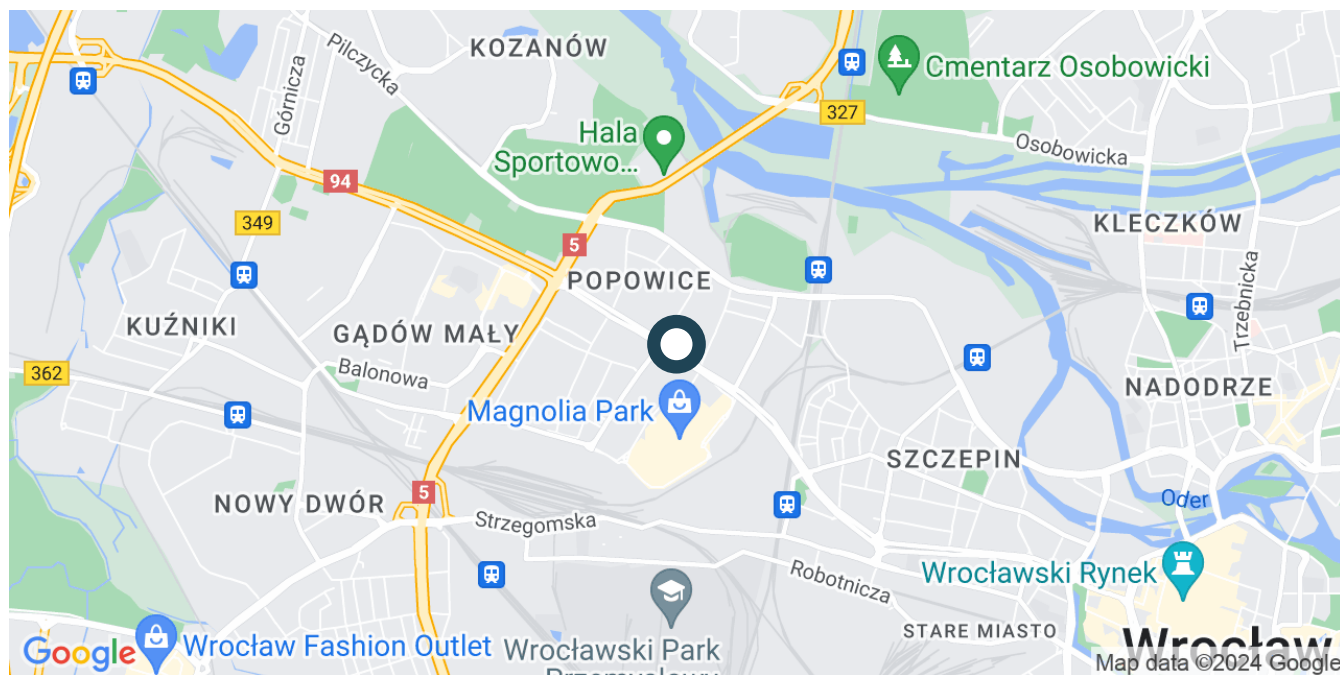 KOZANÓW
Pilczycka
Górnicza
Cmentarz Osobowicki
327
Hala
Sportowo...
Osobowicka
94
349
5
KLECZKÓW
POPOWICE
Trzebnicka
KUŹNIKI
GĄDÓW MAŁY
362
Balonowa
NADODRZE
Magnolia Park
SZCZEPIN
5
NOWY DWÓR
Oder
Strzegomska
Robotnicza
Wrocławski Rynek
STARE MIASTO
Wrocław
Google
Wrocław Fashion Outlet
Wrocławski Park
Przemysłowy
Map data ©2024 Google